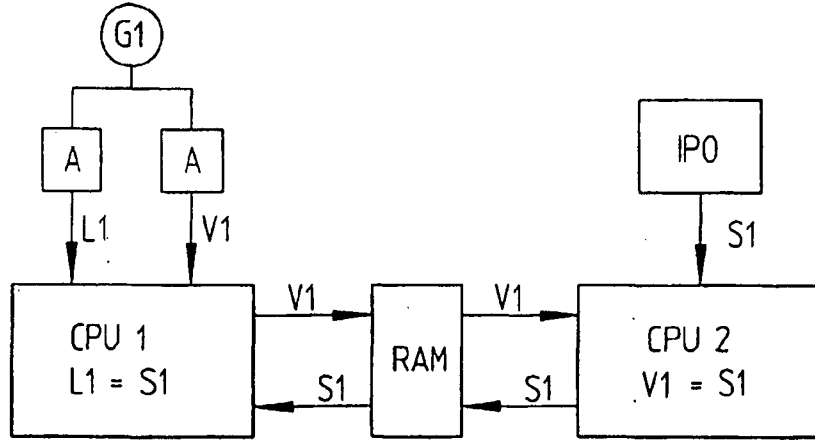 G1
A A
IPO
L1 V1 S1
V1 V1
CPU 1
L1 = S1
RAM
CPU 2
V1 = S1
S1 S1